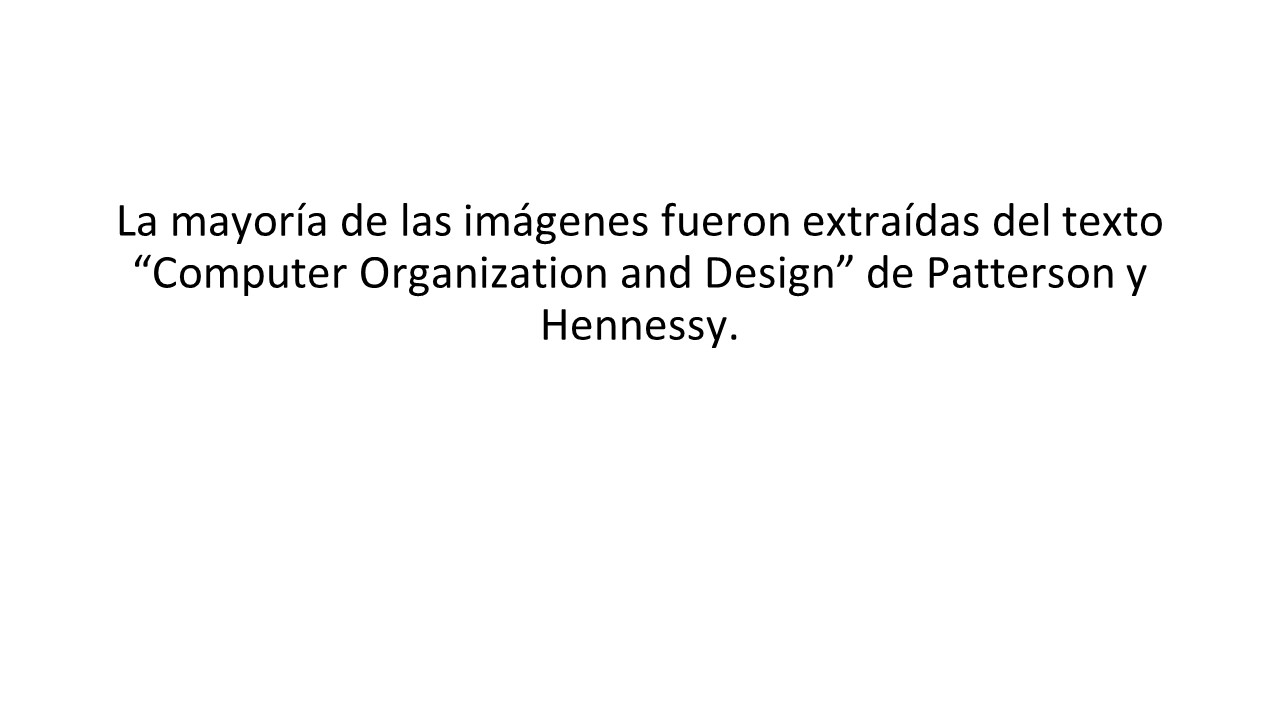 La mayoría de las imágenes fueron extraídas del texto
“Computer Organization and Design” de Patterson y
Hennessy.